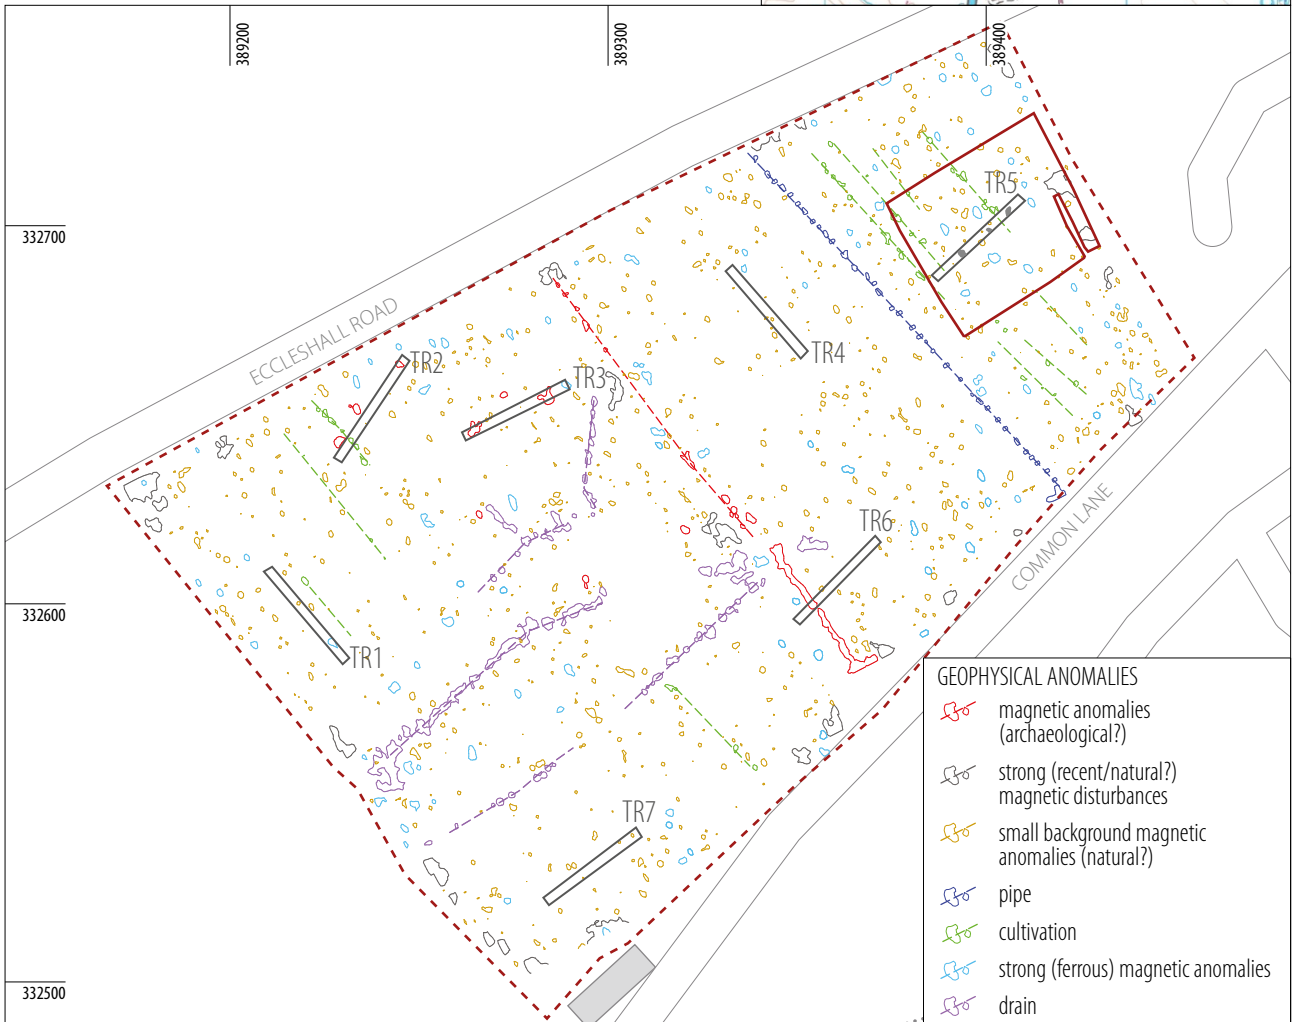 389200
389300
389400
332700
332600
332500
ECCLESHALL ROAD
COMMON LANE
TR5
TR4
TR2
TR3
TR6
TR1
TR7
GEOPHYSICAL ANOMALIES
magnetic anomalies
(archaeological?)
strong (recent/natural?)
magnetic disturbances
small background magnetic
anomalies (natural?)
pipe
cultivation
strong (ferrous) magnetic anomalies
drain